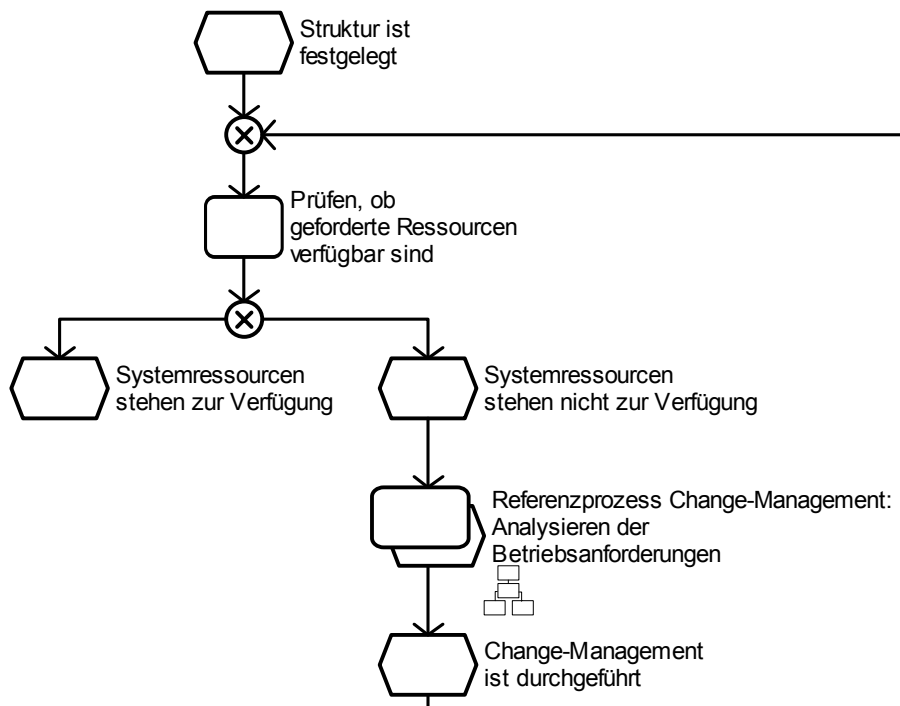 Struktur ist
festgelegt
Prüfen, ob
geforderte Ressourcen
verfügbar sind
Systemressourcen
stehen zur Verfügung
Systemressourcen
stehen nicht zur Verfügung
Referenzprozess Change-Management:
Analysieren der
Betriebsanforderungen
Change-Management
ist durchgeführt